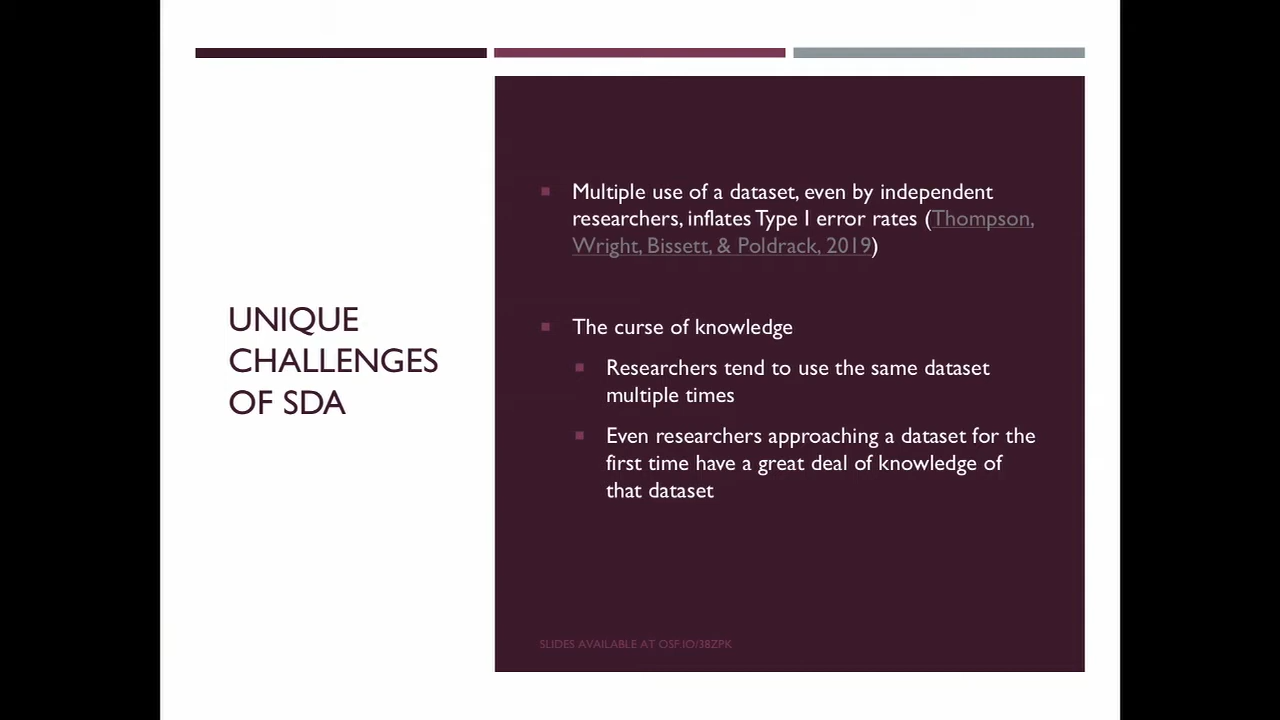 UNIQUE
CHALLENGES
OF SDA
Multiple use of a dataset, even by independent
researchers, inflates Type I error rates (Thompson,
Wright, Bissett, & Poldrack, 2019)
The curse of knowledge
Researchers tend to use the same dataset
multiple times
Even researchers approaching a dataset for the
first time have a great deal of knowledge of
that dataset
SLIDES AVAILABLE AT OSF.IO/38ZPK